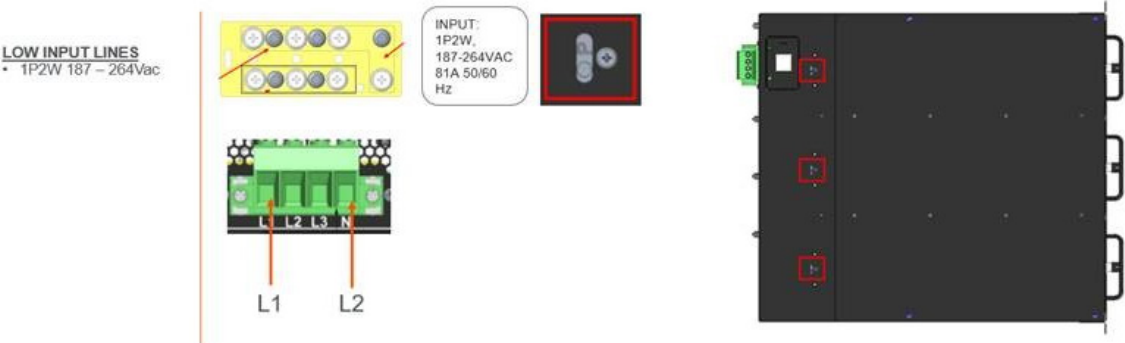 LOW INPUT LINES
• 1P2W 187 – 264Vac
INPUT:
1P2W,
187-264VAC
81A 50/60
Hz
L1 L2 L3 N
L1
L2